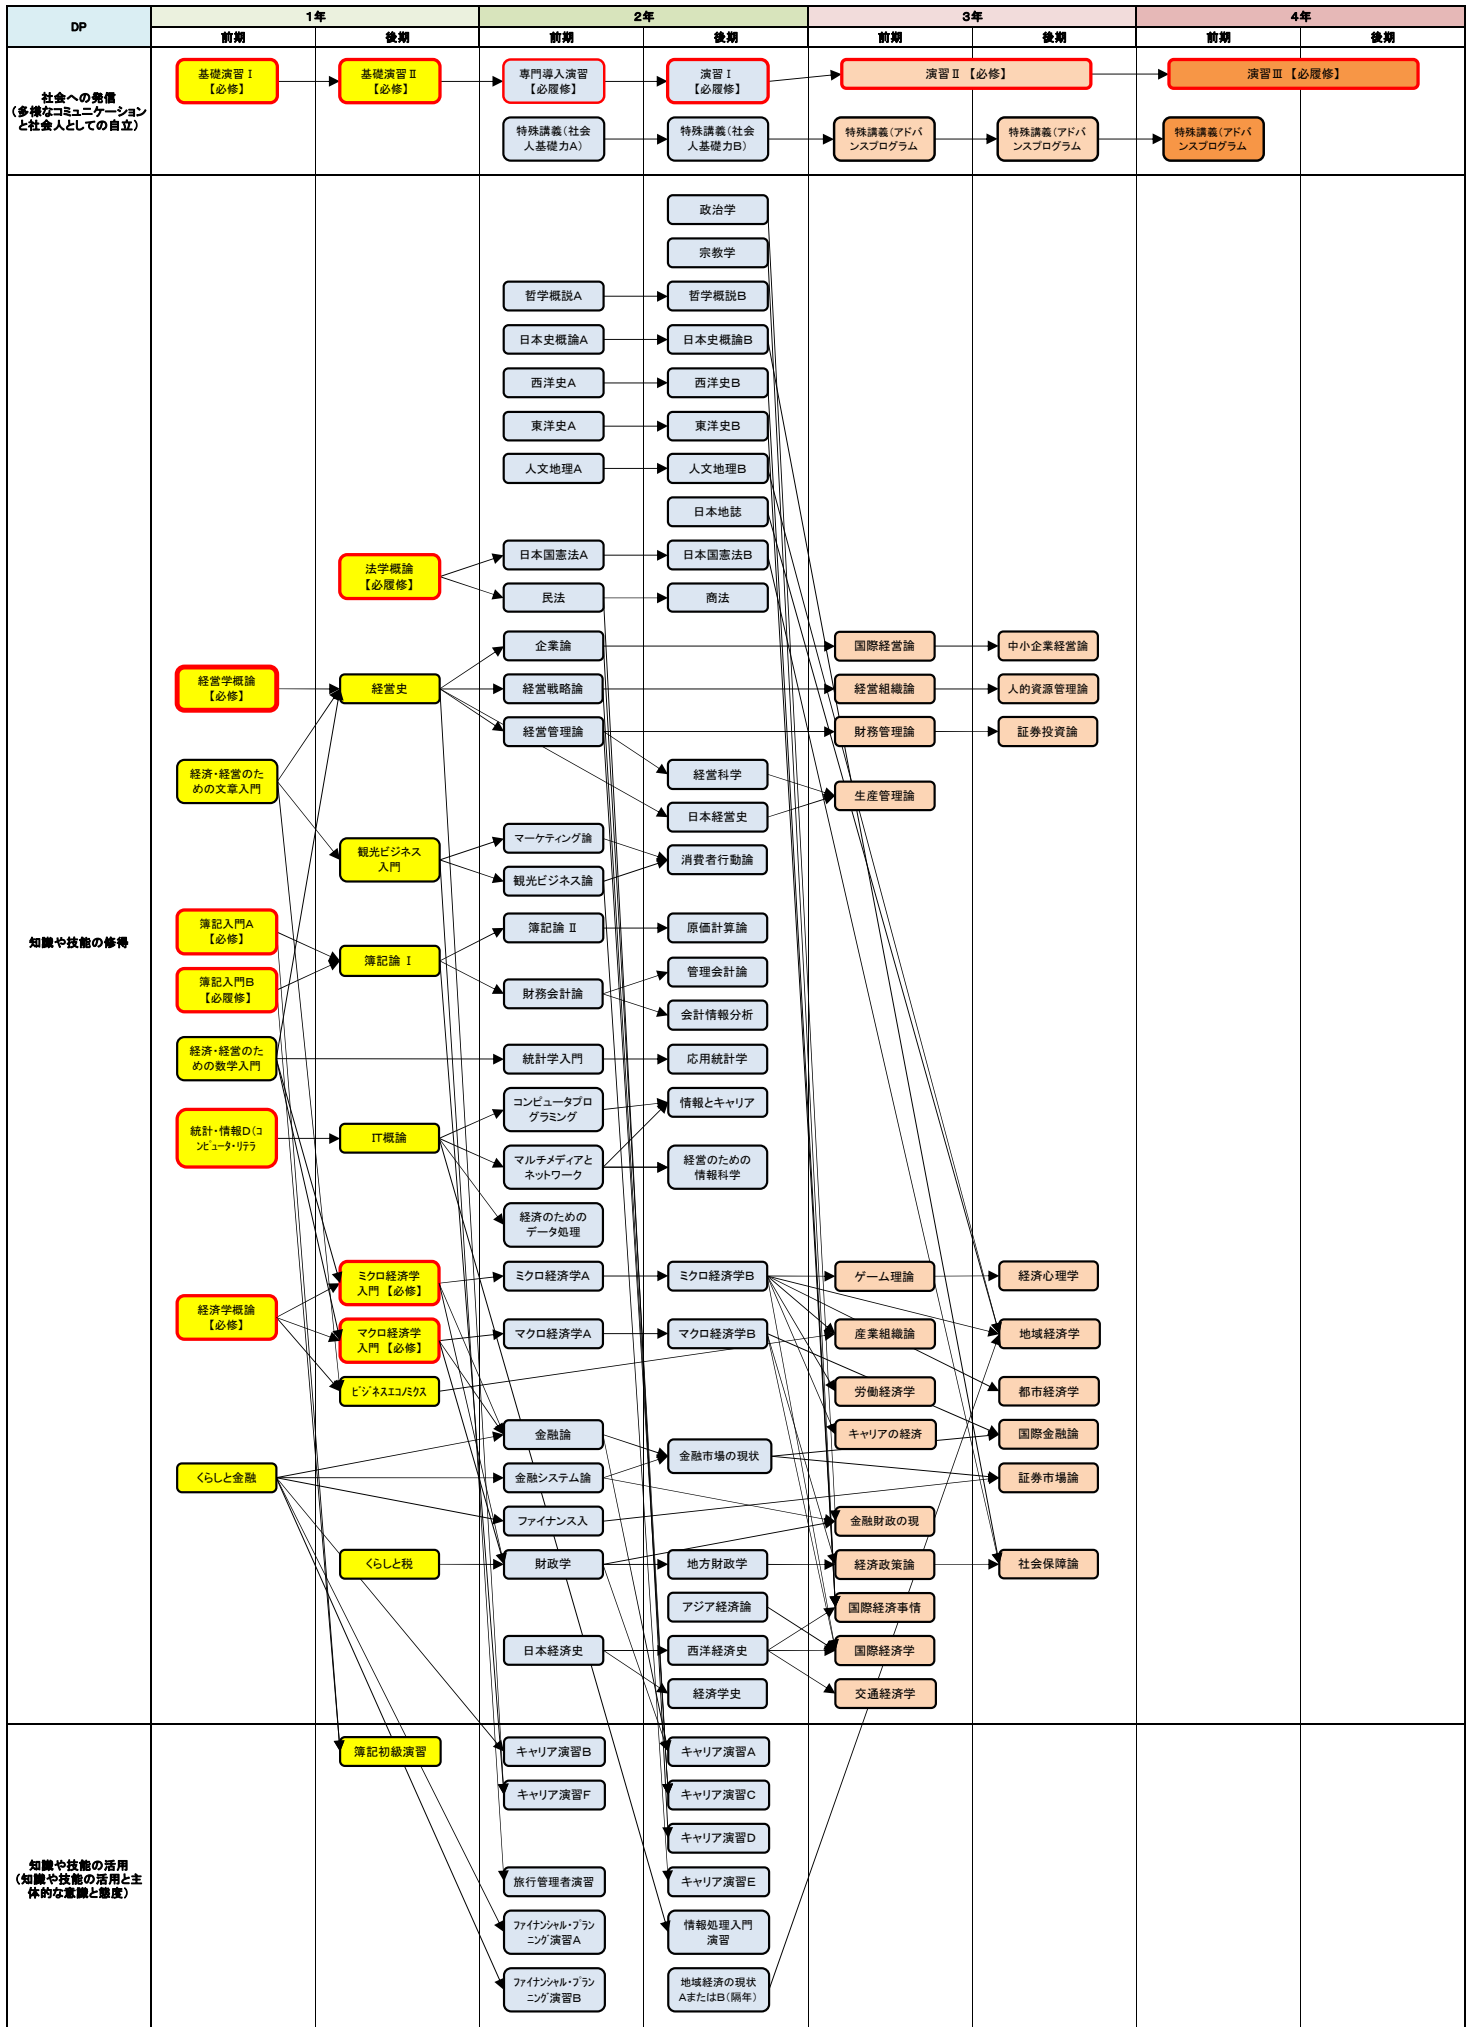 DP
1年
2年
3年
4年
前期
後期
前期
後期
前期
後期
前期
後期
社会への発信
（多様なコミュニケーション
と社会人としての自立）
基礎演習Ⅰ
【必修】
基礎演習Ⅱ
【必修】
専門導入演習
【必履修】
演習Ⅰ
【必履修】
演習Ⅱ 【必修】
演習Ⅲ 【必履修】
特殊講義（社会
人基礎力A）
特殊講義（社会
人基礎力B）
特殊講義（アドバ
ンスプログラム
特殊講義（アドバ
ンスプログラム
特殊講義（アドバ
ンスプログラム
知識や技能の修得
政治学
宗教学
哲学概説A
哲学概説B
日本史概論A
日本史概論B
西洋史A
西洋史B
東洋史A
東洋史B
人文地理A
人文地理B
日本地誌
法学概論
【必履修】
日本国憲法A
日本国憲法B
民法
商法
企業論
国際経営論
中小企業経営論
経営学概論
【必修】
経営史
経営戦略論
経営組織論
人的資源管理論
経営管理論
財務管理論
証券投資論
経済・経営のた
めの文章入門
経営科学
生産管理論
日本経営史
観光ビジネス
入門
マーケティング論
消費者行動論
観光ビジネス論
簿記入門A
【必修】
簿記論 Ⅰ
簿記論 Ⅱ
原価計算論
簿記入門B
【必履修】
財務会計論
管理会計論
会計情報分析
経済・経営のた
めの数学入門
統計学入門
応用統計学
統計・情報D（コ
ンピュータ・リテラ
IT概論
コンピュータプロ
グラミング
情報とキャリア
マルチメディアと
ネットワーク
経営のための
情報科学
経済のための
データ処理
経済学概論
【必修】
ミクロ経済学
入門 【必修】
ミクロ経済学A
ミクロ経済学B
ゲーム理論
経済心理学
マクロ経済学
入門 【必修】
マクロ経済学A
マクロ経済学B
産業組織論
地域経済学
ビジネスエコノミクス
労働経済学
都市経済学
金融論
金融市場の現状
キャリアの経済
国際金融論
くらしと金融
金融システム論
証券市場論
ファイナンス入
金融財政の現
くらしと税
財政学
地方財政学
経済政策論
社会保障論
アジア経済論
国際経済事情
日本経済史
西洋経済史
国際経済学
経済学史
交通経済学
知識や技能の活用
（知識や技能の活用と主
体的な意識と態度）
簿記初級演習
キャリア演習B
キャリア演習A
キャリア演習F
キャリア演習C
キャリア演習D
旅行管理者演習
キャリア演習E
ファイナンシャル・プラン
ニング演習A
情報処理入門
演習
ファイナンシャル・プラン
ニング演習B
地域経済の現状
AまたはB（隔年）